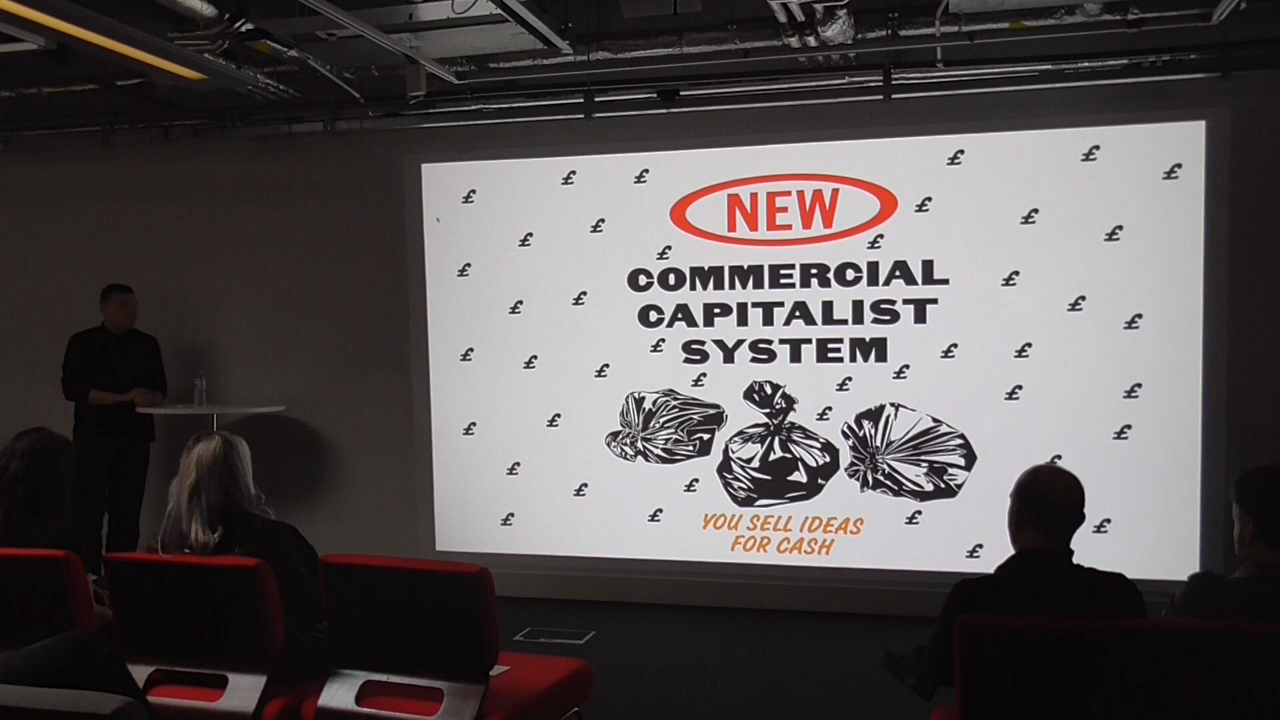 NEW
COMMERCIAL
CAPITALIST
SYSTEM
YOU SELL IDEAS
FOR CASH